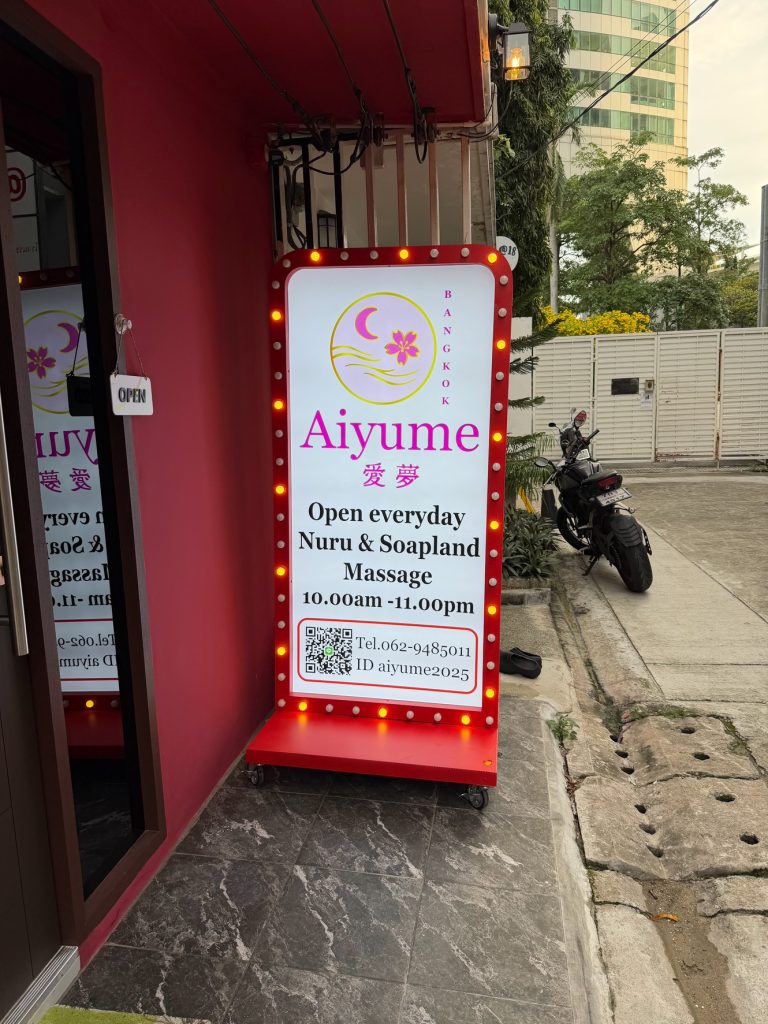 @18
BANGKOK
Aiyume
愛夢
OPEN
Open everyday
Nuru & Soapland
Massage
10.00am -11.00pm
Tel.062-9485011
ID aiyume2025